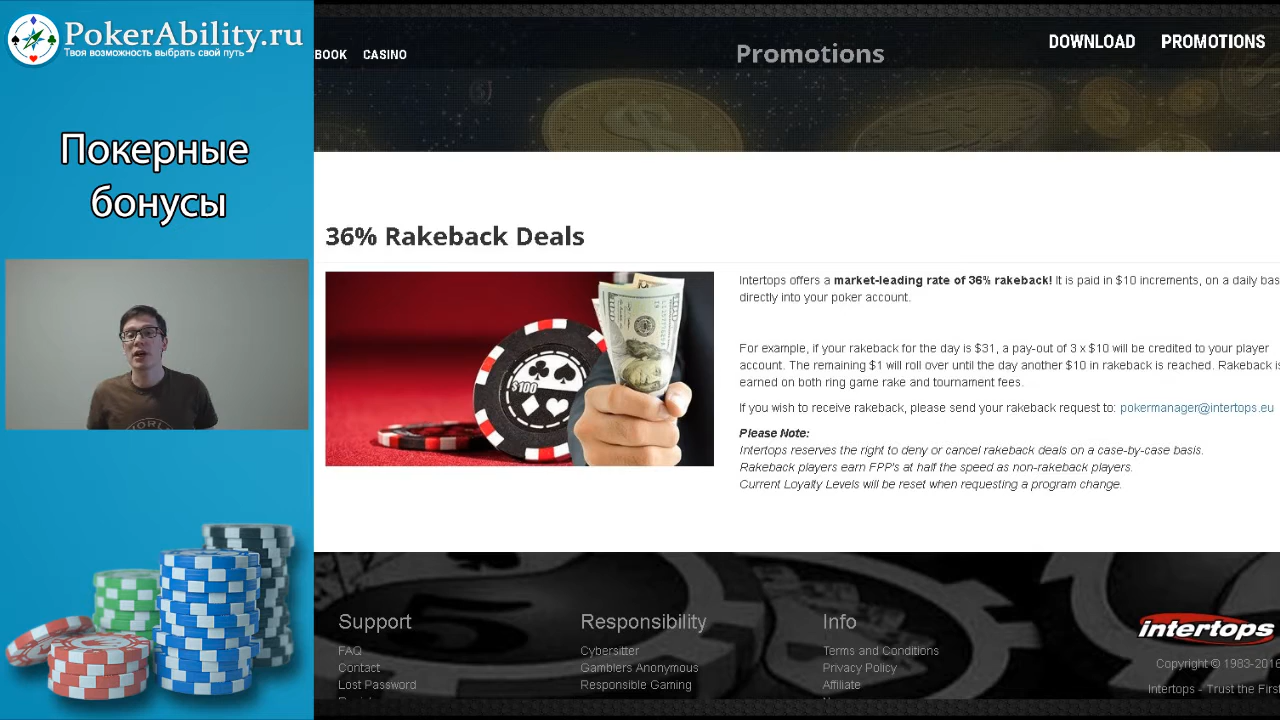 PokerAbility.ru
Твоя возможность выбрать свой путь
Покерные
бонусы
BOOK CASINO
Promotions
DOWNLOAD PROMOTIONS
36% Rakeback Deals
Intertops offers a market-leading rate of 36% rakeback! It is paid in $10 increments, on a daily bas
directly into your poker account.
For example, if your rakeback for the day is $31, a pay-out of 3 x $10 will be credited to your player
account. The remaining $1 will roll over until the day another $10 in rakeback is reached. Rakeback is
earned on both ring game rake and tournament fees.
If you wish to receive rakeback, please send your rakeback request to: pokermanager@intertops.eu
Please Note:
Intertops reserves the right to deny or cancel rakeback deals on a case-by-case basis.
Rakeback players earn FPP's at half the speed as non-rakeback players.
Current Loyalty Levels will be reset when requesting a program change.
$100
WORL
Support
FAQ
Contact
Lost Password
Responsibility
Cybersitter
Gamblers Anonymous
Responsible Gaming
Info
Terms and Conditions
Privacy Policy
Affiliate
intertops
Copyright © 1983-2016
Intertops - Trust the First